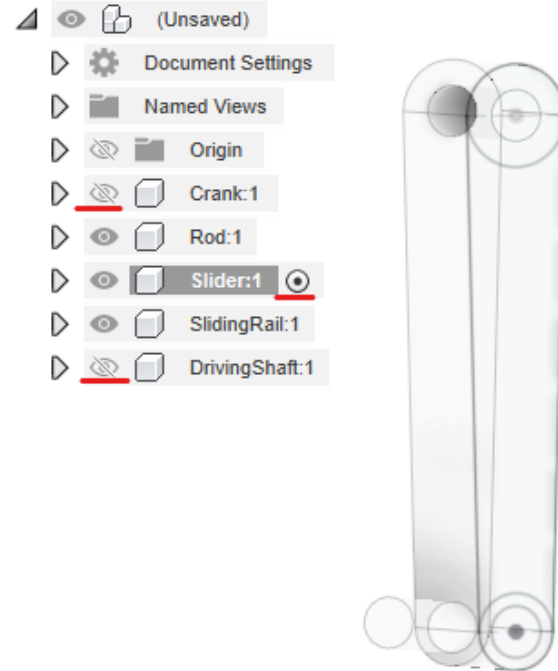 (Unsaved)
Document Settings
Named Views
Origin
Crank:1
Rod:1
Slider:1
SlidingRail:1
DrivingShaft:1